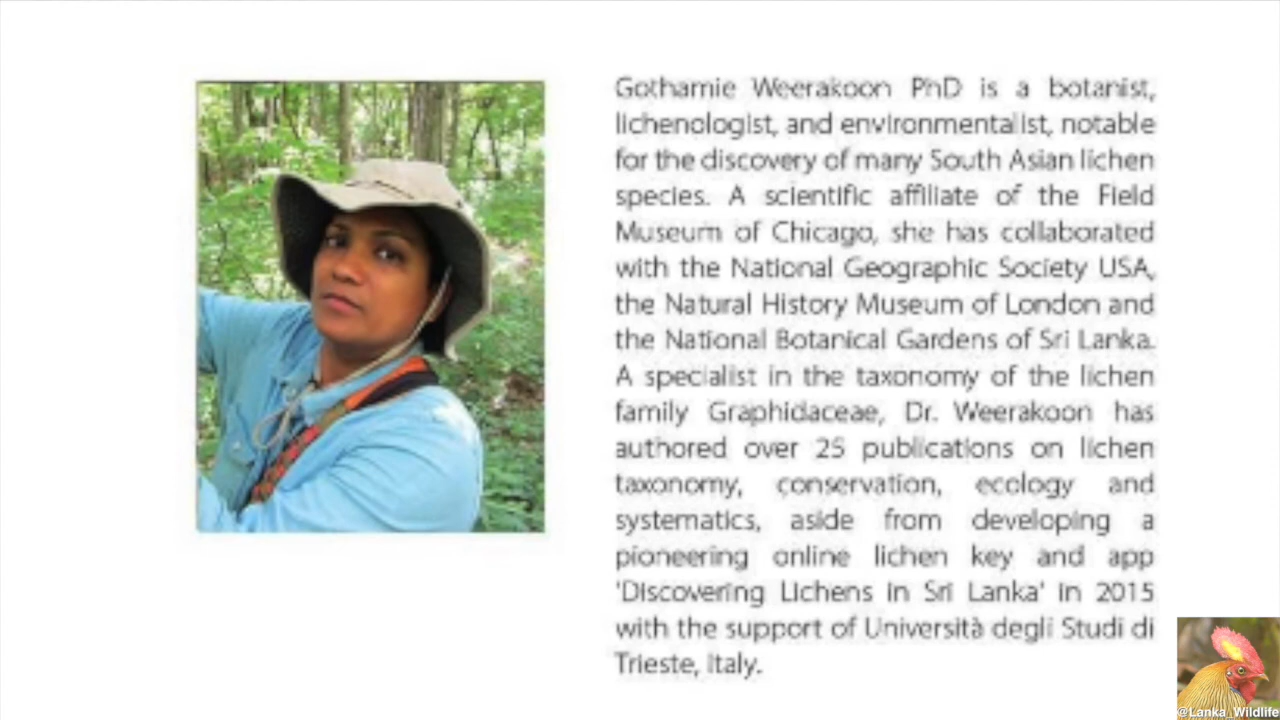 Gothamie Weerakoon PhD is a botanist,
lichenologist, and environmentalist, notable
for the discovery of many South Asian lichen
species. A scientific affiliate of the Field
Museum of Chicago, she has collaborated
with the National Geographic Society USA,
the Natural History Museum of London and
the National Botanical Gardens of Sri Lanka.
A specialist in the taxonomy of the lichen
family Graphidaceae, Dr. Weerakoon has
authored over 25 publications on lichen
taxonomy, conservation, ecology and
systematics, aside from developing a
pioneering online lichen key and app
'Discovering Lichens in Sri Lanka' in 2015
with the support of Università degli Studi di
Trieste, Italy.
@Lanka_Wildlife